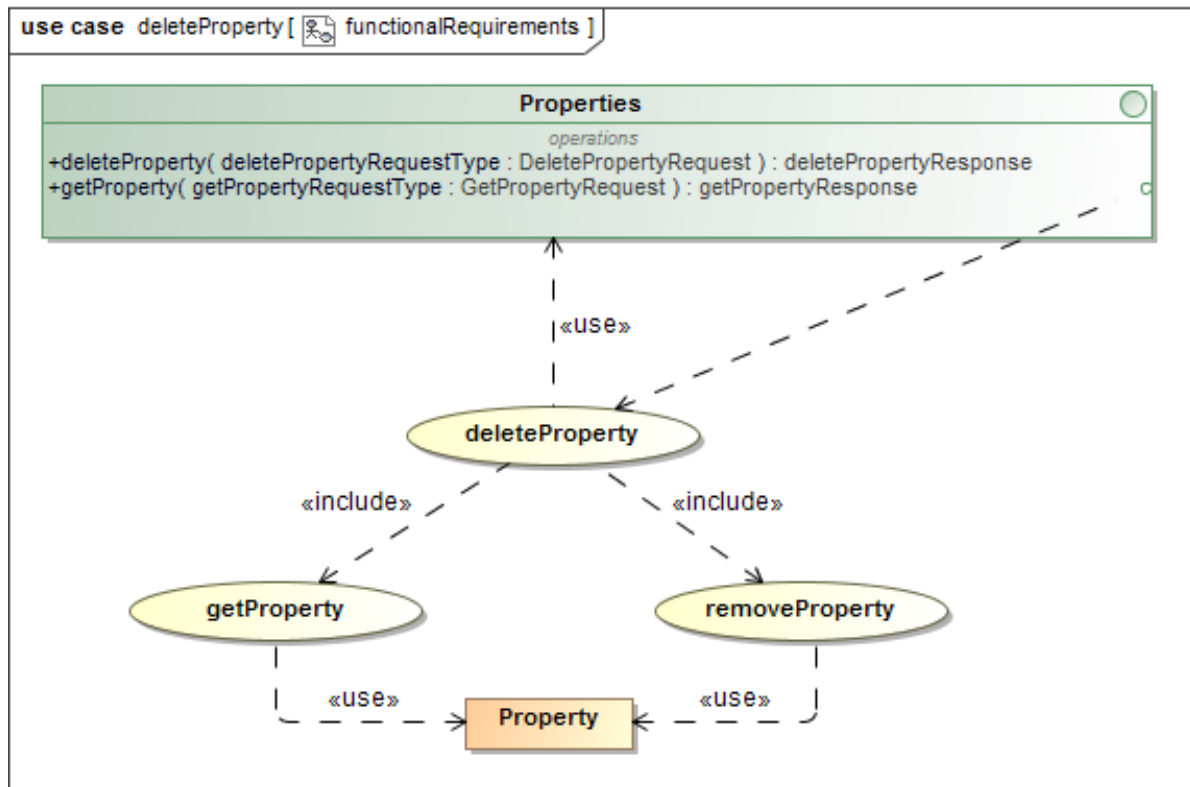 use case deleteProperty [ functionalRequirements ]
Properties
operations
+deleteProperty( deletePropertyRequestType : DeletePropertyRequest ) : deletePropertyResponse
+getProperty( getPropertyRequestType : GetPropertyRequest ) : getPropertyResponse
«use»
deleteProperty
«include» «include»
getProperty removeProperty
«use» Property «use»